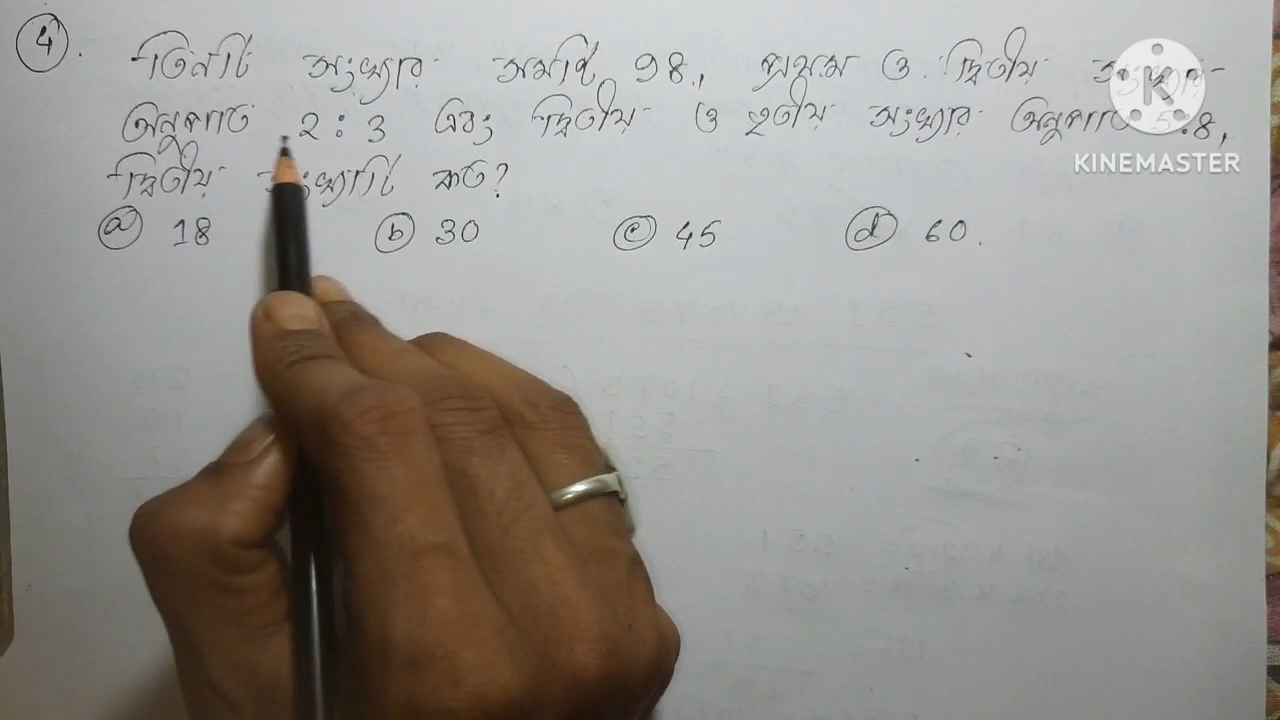 4. তিনটি সংখ্যার সমষ্টি 98, প্রথম ও দ্বিতীয় সংখ্যার
অনুপাত 2:3 এবং দ্বিতীয় ও তৃতীয় সংখ্যার অনুপাত 5:8,
দ্বিতীয় সংখ্যাটি কত?
a 18 b 30 c 45 d 60.
K
KINEMASTER